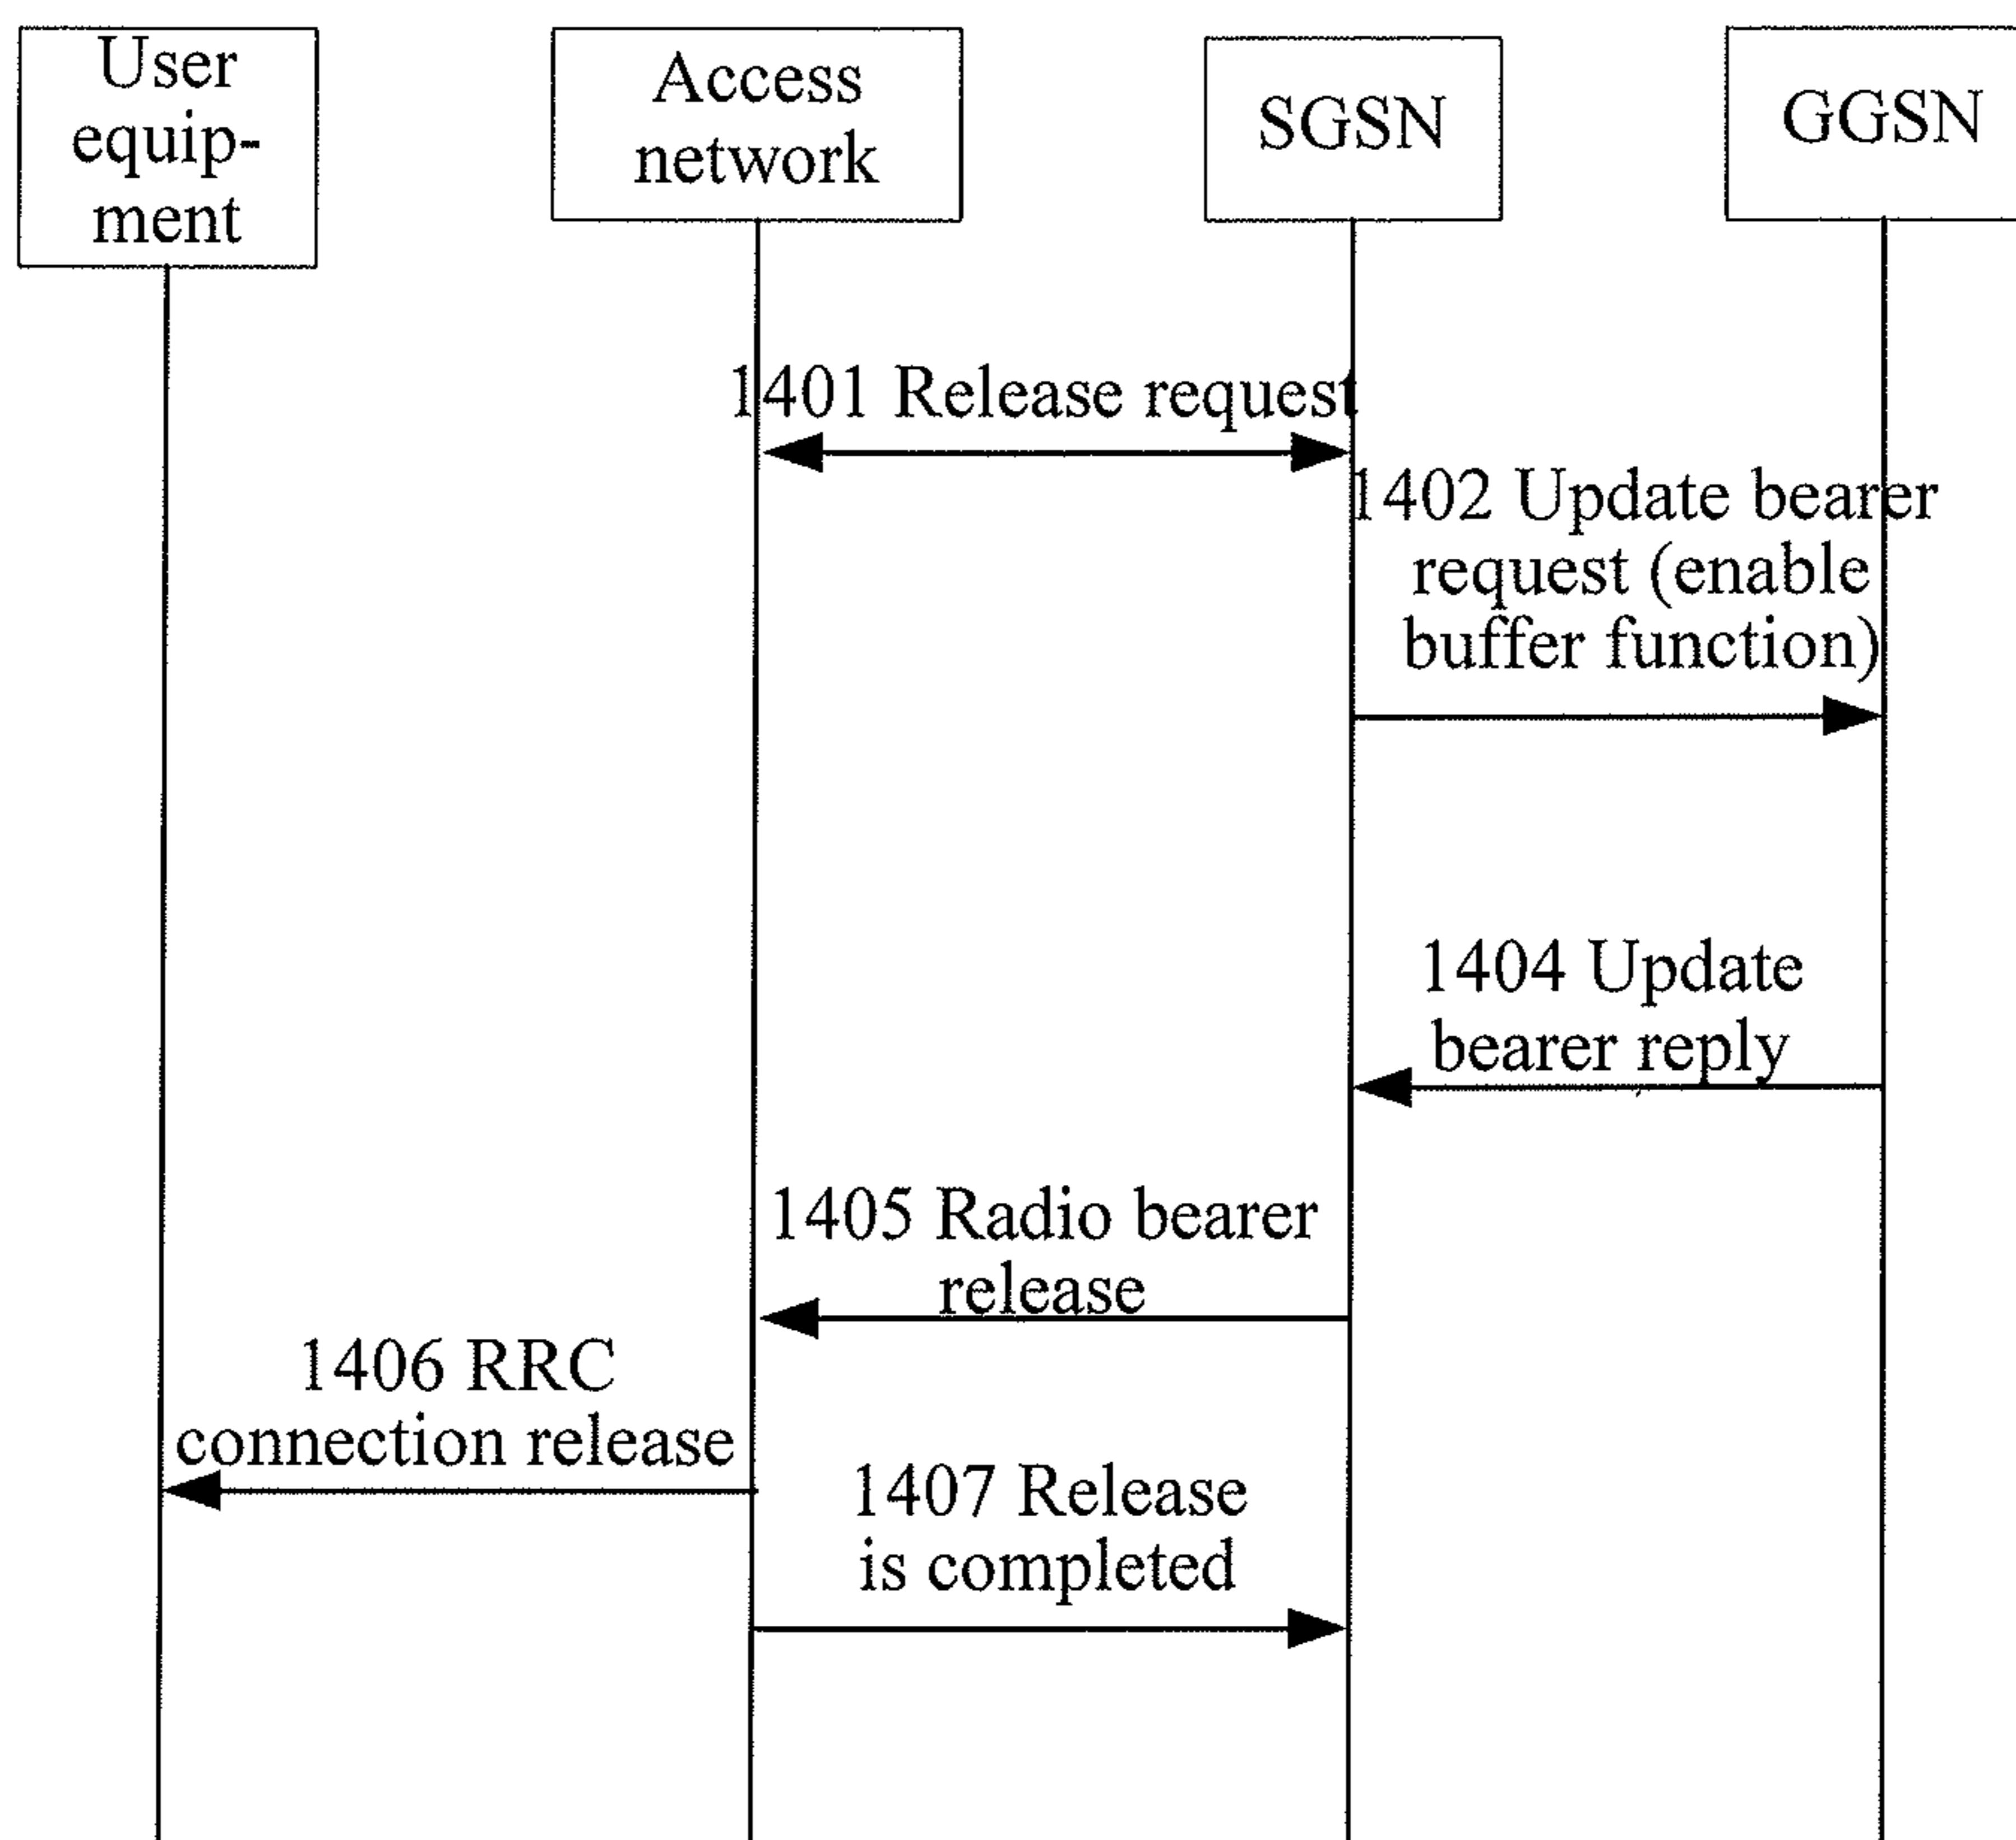 User
equip-
ment
Access
network
SGSN
GGSN
1401 Release request
1402 Update bearer
request (enable
buffer function)
1404 Update
bearer reply
1405 Radio bearer
release
1406 RRC
connection release
1407 Release
is completed